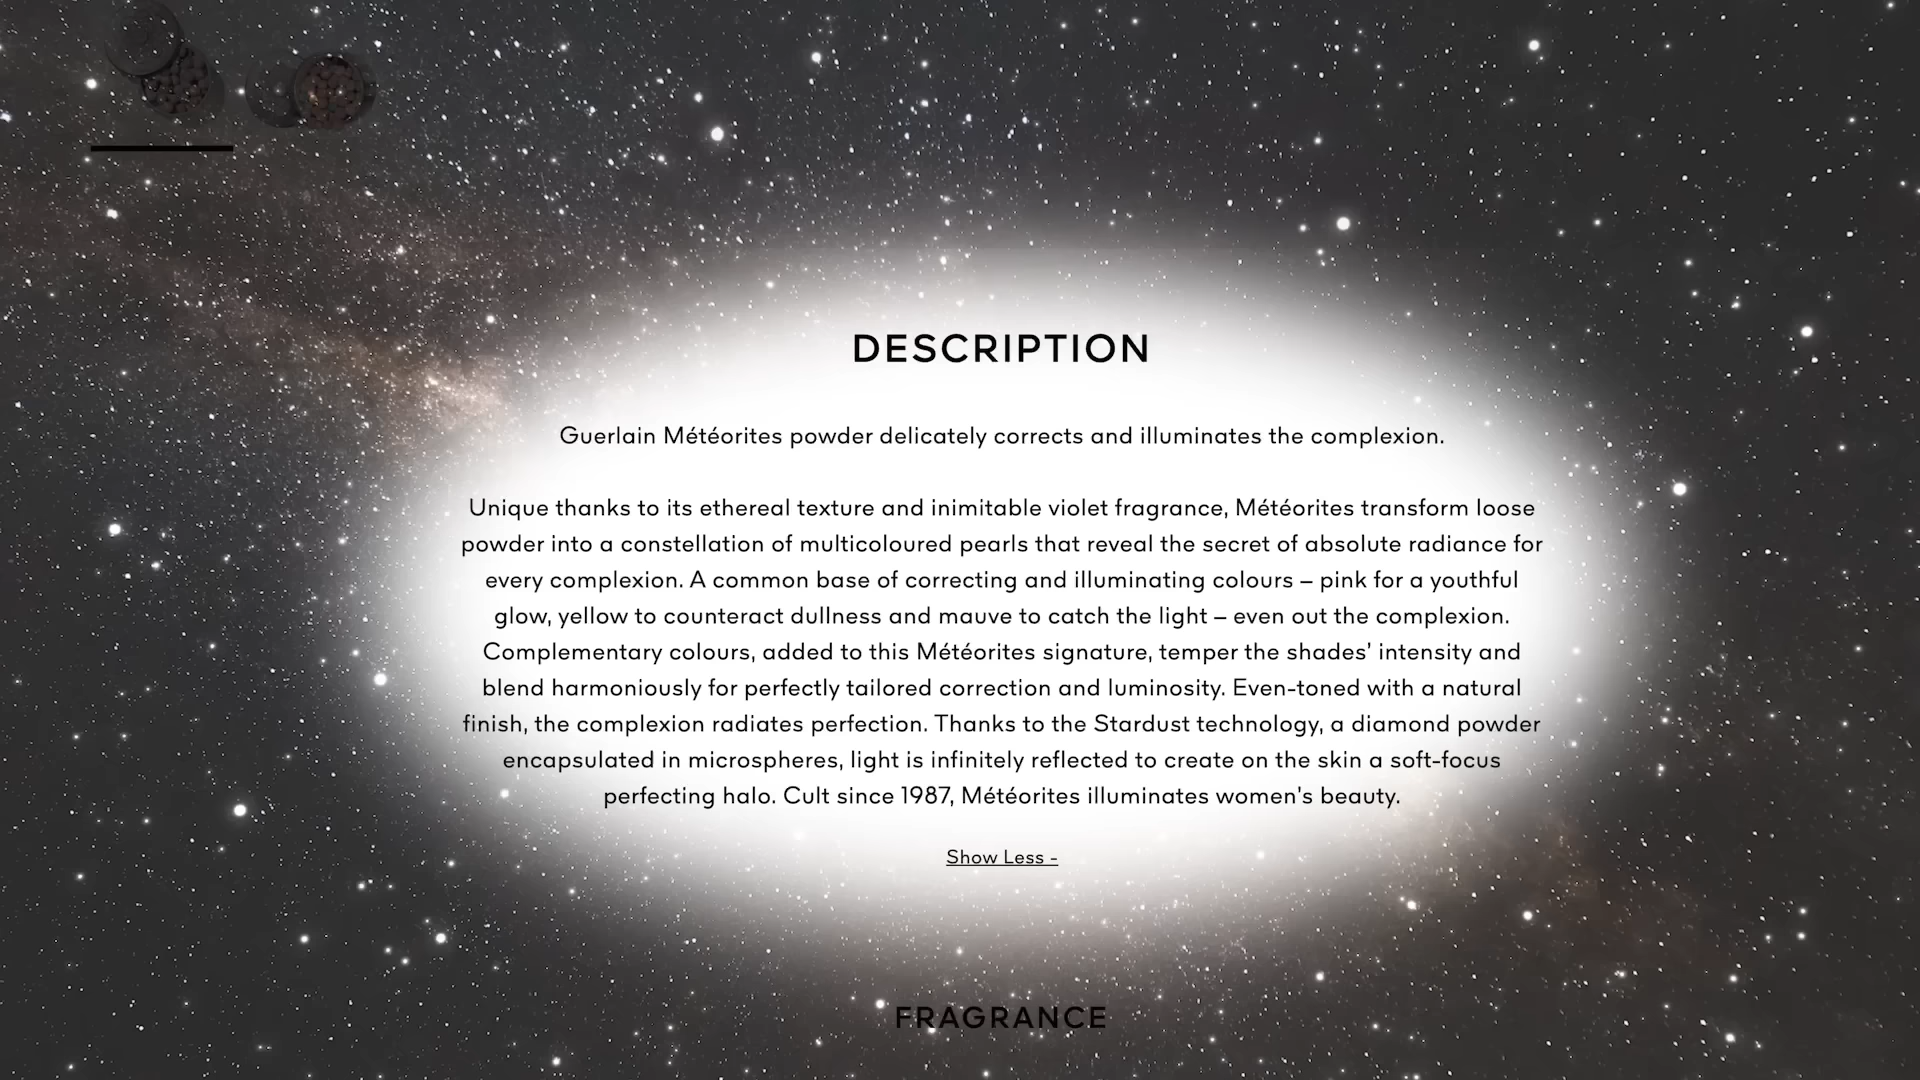 DESCRIPTION
Guerlain Météorites powder delicately corrects and illuminates the complexion.
Unique thanks to its ethereal texture and inimitable violet fragrance, Météorites transform loose
powder into a constellation of multicoloured pearls that reveal the secret of absolute radiance for
every complexion. A common base of correcting and illuminating colours – pink for a youthful
glow, yellow to counteract dullness and mauve to catch the light – even out the complexion.
Complementary colours, added to this Météorites signature, temper the shades’ intensity and
blend harmoniously for perfectly tailored correction and luminosity. Even-toned with a natural
finish, the complexion radiates perfection. Thanks to the Stardust technology, a diamond powder
encapsulated in microspheres, light is infinitely reflected to create on the skin a soft-focus
perfecting halo. Cult since 1987, Météorites illuminates women's beauty.
Show Less -
FRAGRANCE